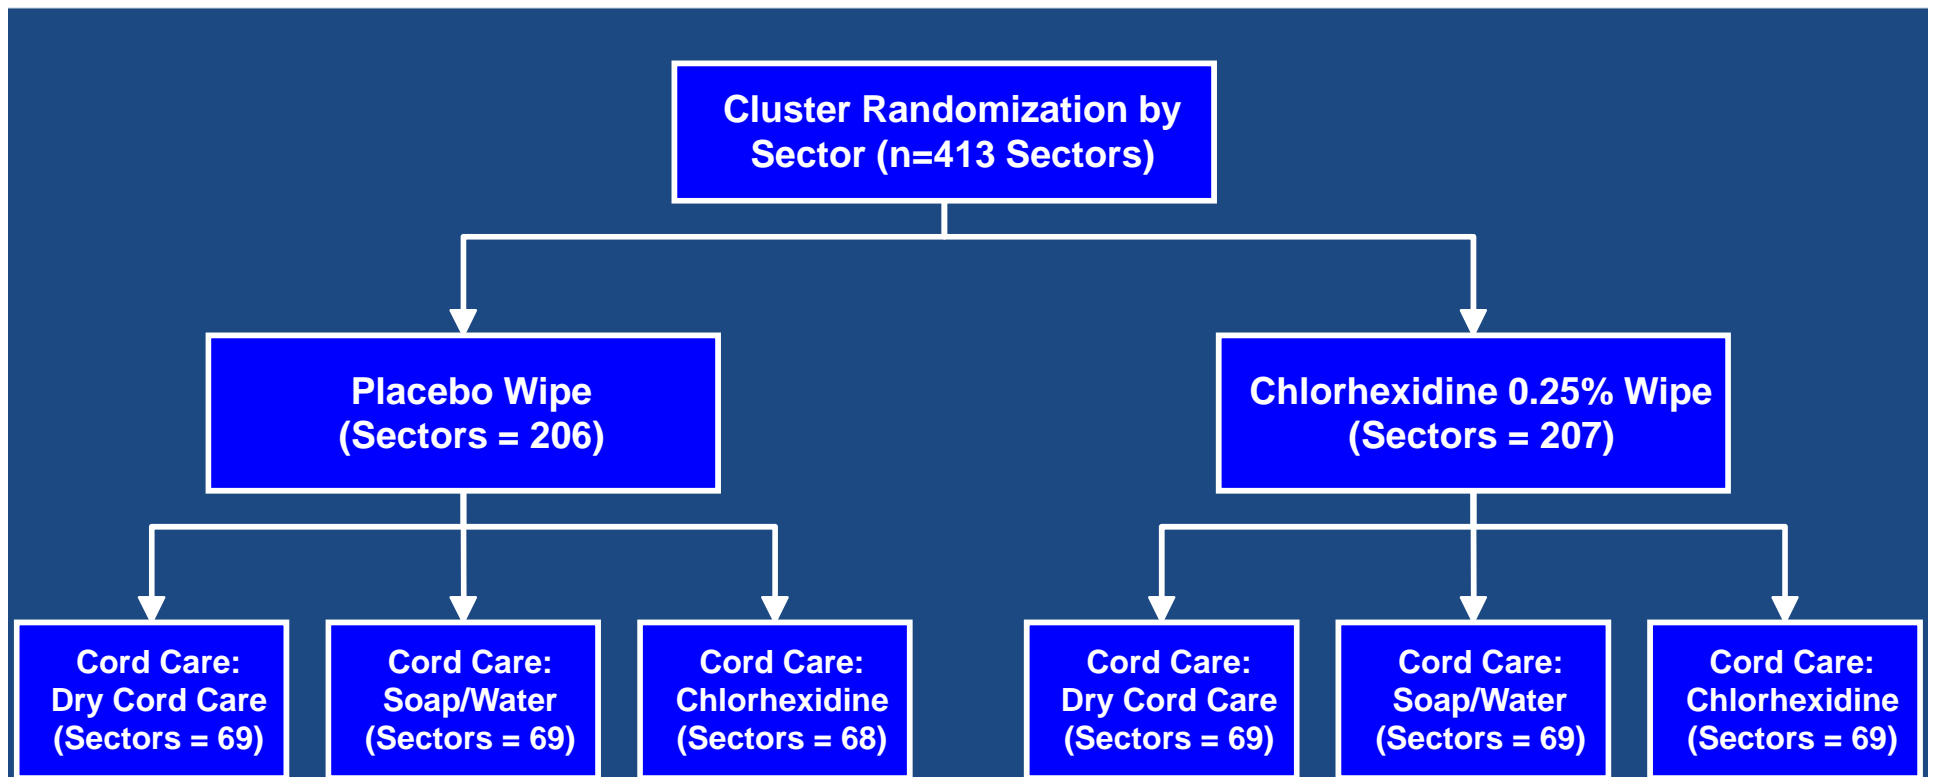 Cluster Randomization by
Sector (n=413 Sectors)
Placebo Wipe
(Sectors = 206)
Chlorhexidine 0.25% Wipe
(Sectors = 207)
Cord Care:
Dry Cord Care
(Sectors = 69)
Cord Care:
Soap/Water
(Sectors = 69)
Cord Care:
Chlorhexidine
(Sectors = 68)
Cord Care:
Dry Cord Care
(Sectors = 69)
Cord Care:
Soap/Water
(Sectors = 69)
Cord Care:
Chlorhexidine
(Sectors = 69)